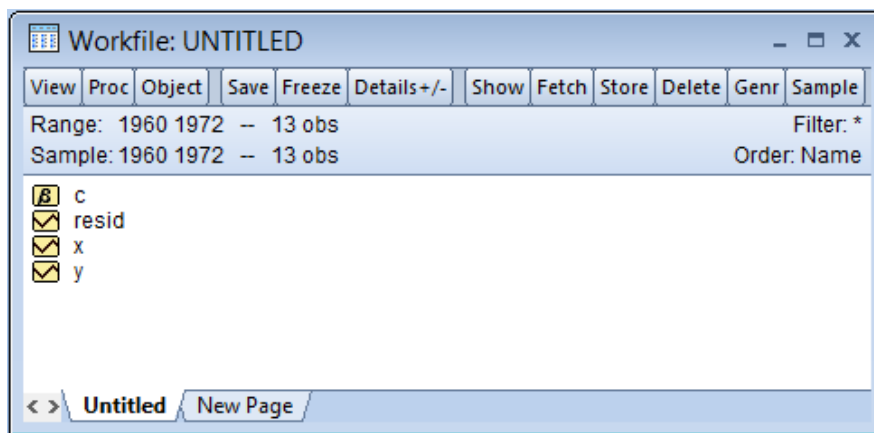 Workfile: UNTITLED
View Proc Object Save Freeze Details+/- Show Fetch Store Delete Genr Sample
Range: 1960 1972 -- 13 obs Filter: *
Sample: 1960 1972 -- 13 obs Order: Name
β c
resid
x
y
Untitled New Page